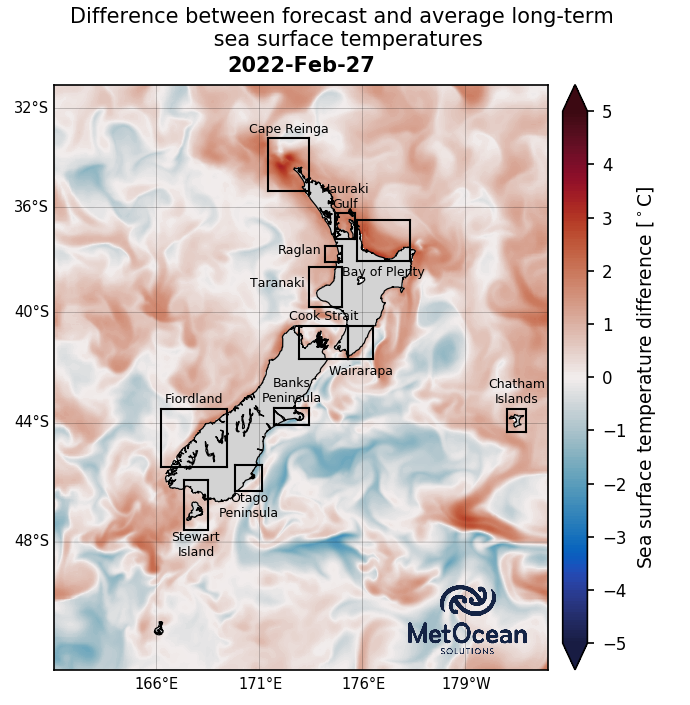 Difference between forecast and average long-term
sea surface temperatures
2022-Feb-27
32°S
36°S
40°S
44°S
48°S
166°E
171°E
176°E
179°W
Cape Reinga
Hauraki
Gulf
Raglan
Bay of Plenty
Taranaki
Cook Strait
Wairarapa
Banks
Peninsula
Fiordland
Chatham
Islands
Otago
Peninsula
Stewart
Island
MetOcean
SOLUTIONS
5
4
3
2
1
0
−1
−2
−3
−4
−5
Sea surface temperature difference [°C]